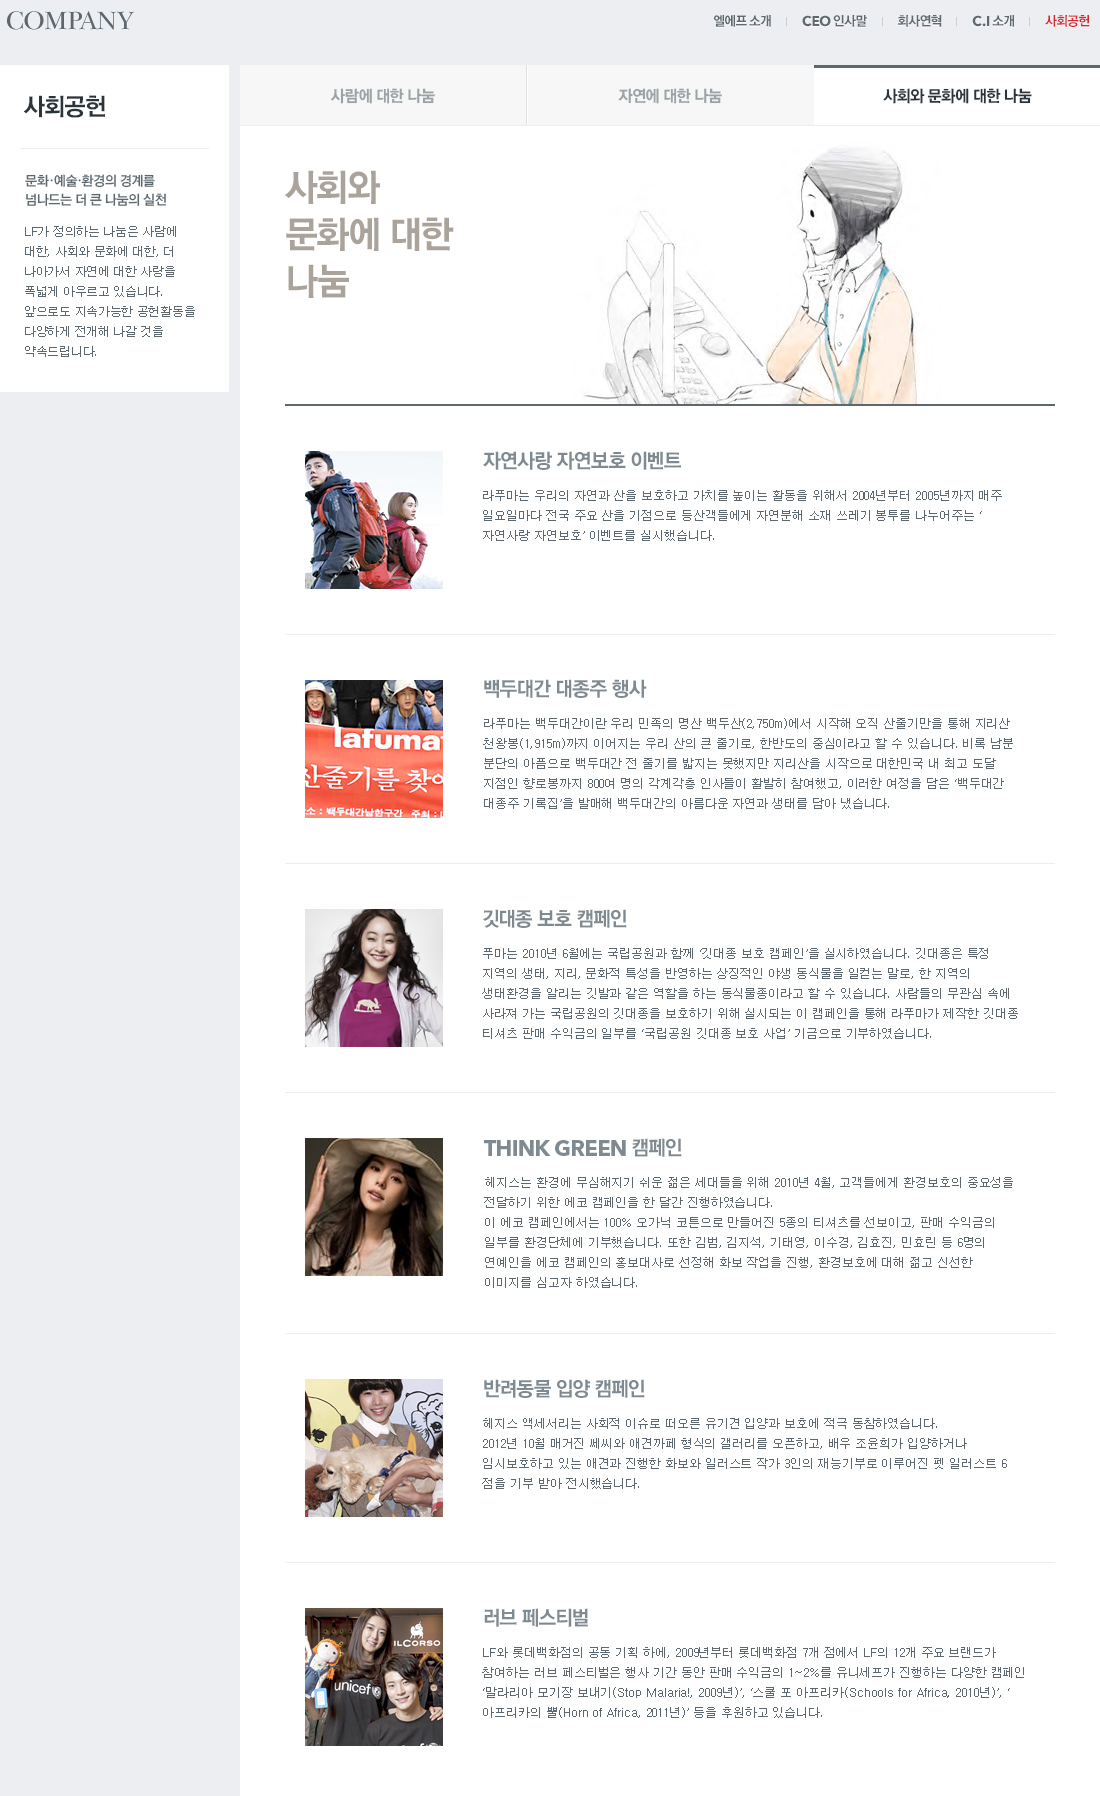 COMPANY
엘에프 소개
CEO 인사말
회사연혁
C.I 소개
사회공헌
사회공헌
문화·예술·환경의 경계를
넘나드는 더 큰 나눔의 실천
LF가 정의하는 나눔은 사람에
대한, 사회와 문화에 대한, 더
나아가서 자연에 대한 사랑을
폭넓게 아우르고 있습니다.
앞으로도 지속가능한 공헌활동을
다양하게 전개해 나갈 것을
약속드립니다.
사람에 대한 나눔
자연에 대한 나눔
사회와 문화에 대한 나눔
사회와
문화에 대한
나눔
자연사랑 자연보호 이벤트
라푸마는 우리의 자연과 산을 보호하고 가치를 높이는 활동을 위해서 2004년부터 2005년까지 매주
일요일마다 전국 주요 산을 기점으로 등산객들에게 자연분해 소재 쓰레기 봉투를 나누어주는 ‘
자연사랑 자연보호’ 이벤트를 실시했습니다.
백두대간 대종주 행사
lafuma
산줄기를 찾아
소 : 백두대간남한구간 주최 :
라푸마는 백두대간이란 우리 민족의 명산 백두산(2,750m)에서 시작해 오직 산줄기만을 통해 지리산
천왕봉(1,915m)까지 이어지는 우리 산의 큰 줄기로, 한반도의 중심이라고 할 수 있습니다. 비록 남분
분단의 아픔으로 백두대간 전 줄기를 밟지는 못했지만 지리산을 시작으로 대한민국 내 최고 도달
지점인 향로봉까지 800여 명의 각계각층 인사들이 활발히 참여했고, 이러한 여정을 담은 ‘백두대간
대종주 기록집’을 발매해 백두대간의 아름다운 자연과 생태를 담아 냈습니다.
깃대종 보호 캠페인
푸마는 2010년 6월에는 국립공원과 함께 ‘깃대종 보호 캠페인’을 실시하였습니다. 깃대종은 특정
지역의 생태, 지리, 문화적 특성을 반영하는 상징적인 야생 동식물을 일컫는 말로, 한 지역의
생태환경을 알리는 깃발과 같은 역할을 하는 동식물종이라고 할 수 있습니다. 사람들의 무관심 속에
사라져 가는 국립공원의 깃대종을 보호하기 위해 실시되는 이 캠페인을 통해 라푸마가 제작한 깃대종
티셔츠 판매 수익금의 일부를 ‘국립공원 깃대종 보호 사업’ 기금으로 기부하였습니다.
THINK GREEN 캠페인
헤지스는 환경에 무심해지기 쉬운 젊은 세대들을 위해 2010년 4월, 고객들에게 환경보호의 중요성을
전달하기 위한 에코 캠페인을 한 달간 진행하였습니다.
이 에코 캠페인에서는 100% 오가닉 코튼으로 만들어진 5종의 티셔츠를 선보이고, 판매 수익금의
일부를 환경단체에 기부했습니다. 또한 김범, 김지석, 기태영, 이수경, 김효진, 민효린 등 6명의
연예인을 에코 캠페인의 홍보대사로 선정해 화보 작업을 진행, 환경보호에 대해 젊고 신선한
이미지를 심고자 하였습니다.
반려동물 입양 캠페인
헤지스 액세서리는 사회적 이슈로 떠오른 유기견 입양과 보호에 적극 동참하였습니다.
2012년 10월 매거진 쎄씨와 애견까페 형식의 갤러리를 오픈하고, 배우 조윤희가 입양하거나
임시보호하고 있는 애견과 진행한 화보와 일러스트 작가 3인의 재능기부로 이루어진 펫 일러스트 6
점을 기부 받아 전시했습니다.
러브 페스티벌
ILCORSO
unicef
LF와 롯데백화점의 공동 기획 하에, 2009년부터 롯데백화점 7개 점에서 LF의 12개 주요 브랜드가
참여하는 러브 페스티벌은 행사 기간 동안 판매 수익금의 1~2%를 유니세프가 진행하는 다양한 캠페인
‘말라리아 모기장 보내기(Stop Malaria!, 2009년)’, ‘스쿨 포 아프리카(Schools for Africa, 2010년)’, ‘
아프리카의 뿔(Horn of Africa, 2011년)’ 등을 후원하고 있습니다.